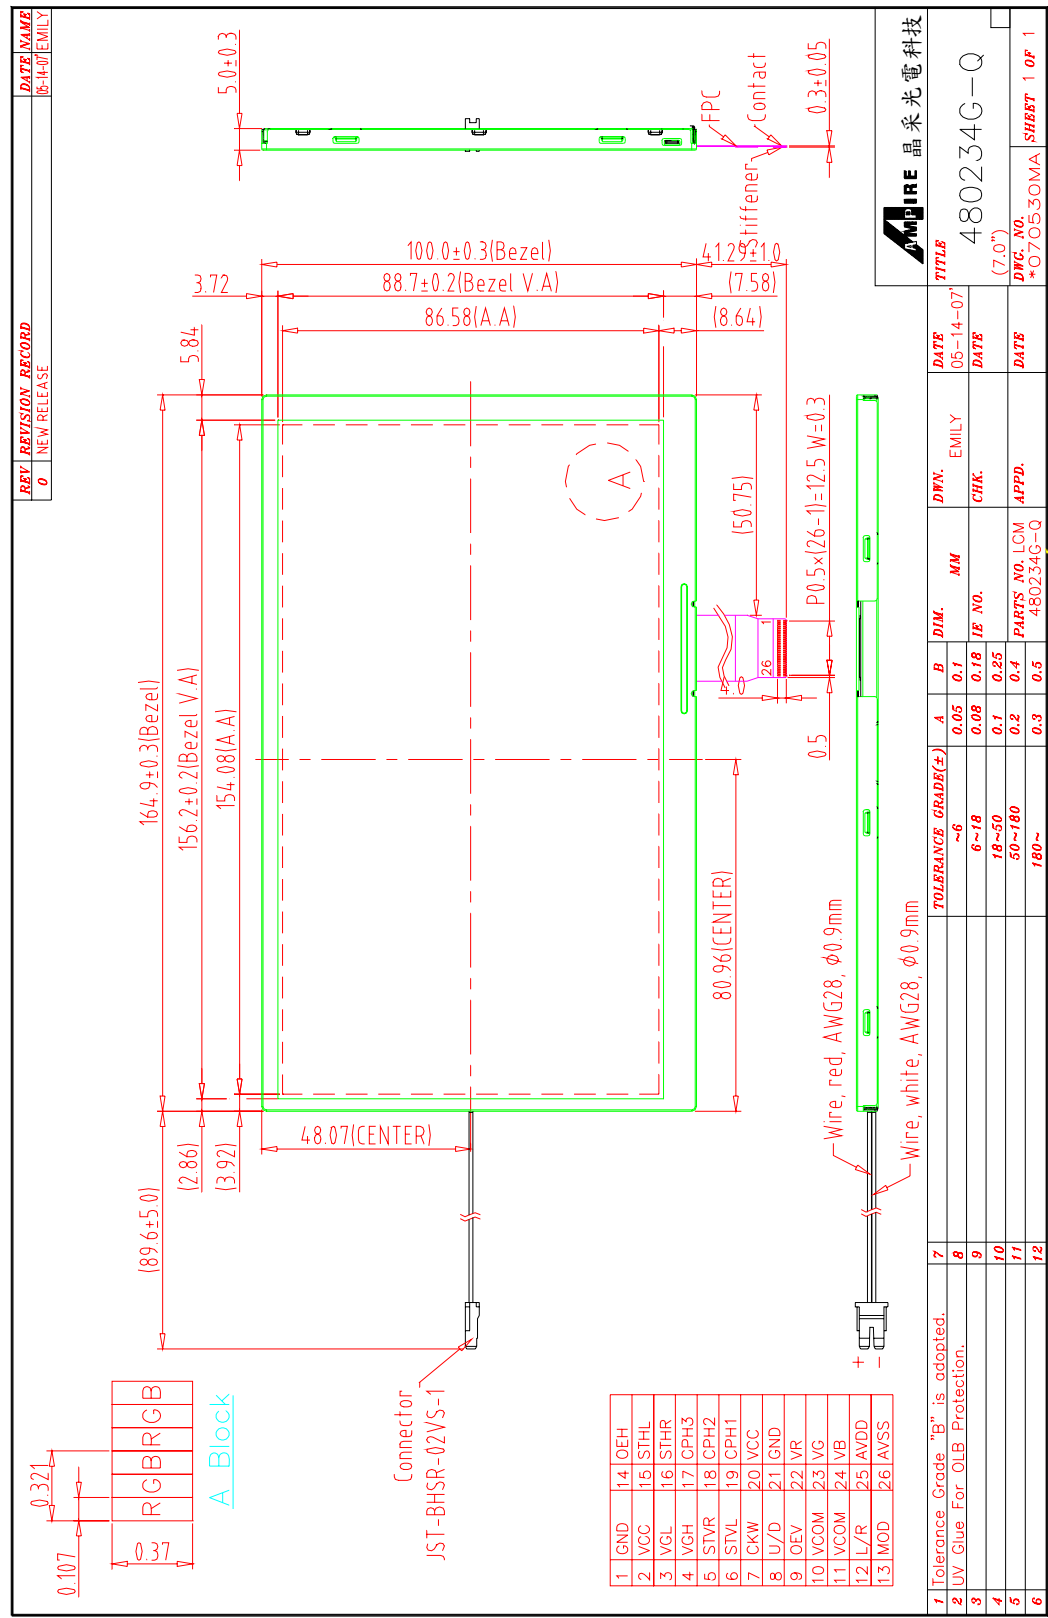 REV REVISION RECORD DATE NAME
0 NEW RELEASE 05-14-07' EMILY
5.0±0.3
FPC
Contact
Stiffener
0.3±0.05
100.0±0.3(Bezel)
41.29±1.0
3.72
88.7±0.2(Bezel V.A)
(7.58)
86.58(A.A)
(8.64)
5.84
164.9±0.3(Bezel)
156.2±0.2(Bezel V.A)
154.08(A.A)
A
(50.75)
P0.5×(26-1)=12.5 W=0.3
1
26
4.0
0.5
80.96(CENTER)
48.07(CENTER)
(2.86)
(3.92)
(89.6±5.0)
Wire, red, AWG28, ϕ0.9mm
Wire, white, AWG28, ϕ0.9mm
+
-
Connector
JST-BHSR-02VS-1
0.321
0.107
0.37
R G B R G B
A Block
1 GND 14 OEH
2 VCC 15 STHL
3 VGL 16 STHR
4 VGH 17 CPH3
5 STVR 18 CPH2
6 STVL 19 CPH1
7 CKW 20 VCC
8 U/D 21 GND
9 OEV 22 VR
10 VCOM 23 VG
11 VCOM 24 VB
12 L/R 25 AVDD
13 MOD 26 AVSS
1 Tolerance Grade "B" is adopted.
2 UV Glue For OLB Protection.
3
4
5
6
7
8
9
10
11
12
TOLERANCE GRADE(±) A B
~6 0.05 0.1
6~18 0.08 0.18
18~50 0.1 0.25
50~180 0.2 0.4
180~ 0.3 0.5
DIM. MM
IE NO.
PARTS NO. LCM
480234G-Q
DWN. EMILY
CHK.
APPD.
DATE
05-14-07'
DATE
DATE
AMPIRE 晶采光電科技
TITLE
480234G-Q
(7.0")
DWG. NO.
*070530MA
SHEET 1 OF 1